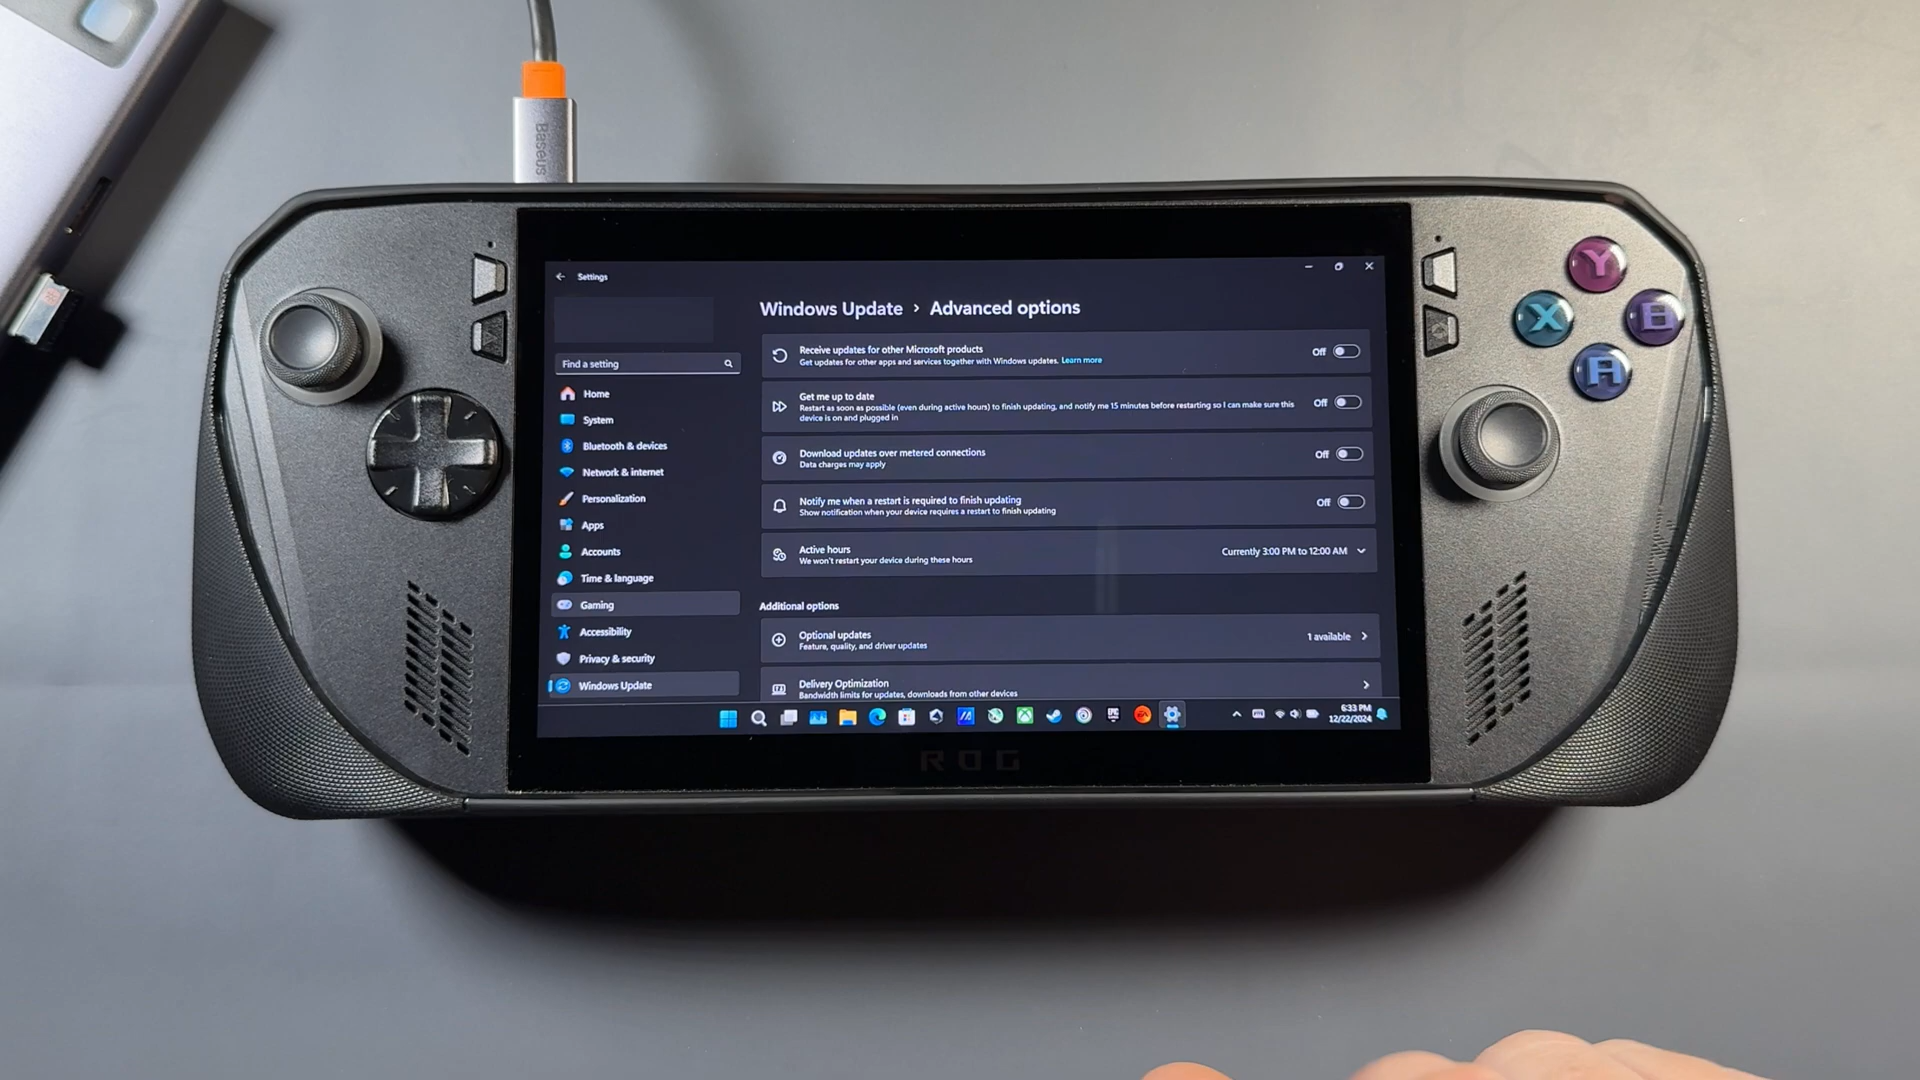 Baseus
Settings
Windows Update > Advanced options
Find a setting
Home
System
Bluetooth & devices
Network & internet
Personalization
Apps
Accounts
Time & language
Gaming
Accessibility
Privacy & security
Windows Update
Receive updates for other Microsoft products
Get updates for other apps and services together with Windows updates. Learn more
Off
Get me up to date
Restart as soon as possible (even during active hours) to finish updating, and notify me 15 minutes before restarting so I can make sure this
device is on and plugged in
Off
Download updates over metered connections
Data charges may apply
Off
Notify me when a restart is required to finish updating
Show notification when your device requires a restart to finish updating
Off
Active hours
We won't restart your device during these hours
Currently 3:00 PM to 12:00 AM
Additional options
Optional updates
Feature, quality, and driver updates
1 available
Delivery Optimization
Bandwidth limits for updates, downloads from other devices
6:33 PM
12/22/2024
ROG
Y
X
B
A